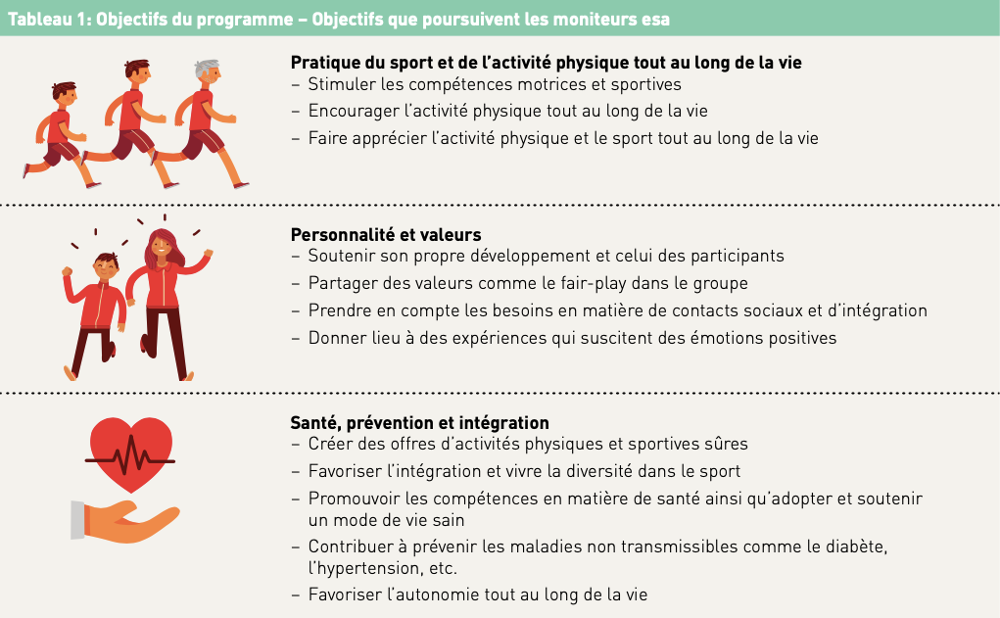 Tableau 1: Objectifs du programme – Objectifs que poursuivent les moniteurs esa
Pratique du sport et de l’activité physique tout au long de la vie
– Stimuler les compétences motrices et sportives
– Encourager l’activité physique tout au long de la vie
– Faire apprécier l’activité physique et le sport tout au long de la vie
Personnalité et valeurs
– Soutenir son propre développement et celui des participants
– Partager des valeurs comme le fair-play dans le groupe
– Prendre en compte les besoins en matière de contacts sociaux et d’intégration
– Donner lieu à des expériences qui suscitent des émotions positives
Santé, prévention et intégration
– Créer des offres d’activités physiques et sportives sûres
– Favoriser l’intégration et vivre la diversité dans le sport
– Promouvoir les compétences en matière de santé ainsi qu’adopter et soutenir
un mode de vie sain
– Contribuer à prévenir les maladies non transmissibles comme le diabète,
l’hypertension, etc.
– Favoriser l’autonomie tout au long de la vie